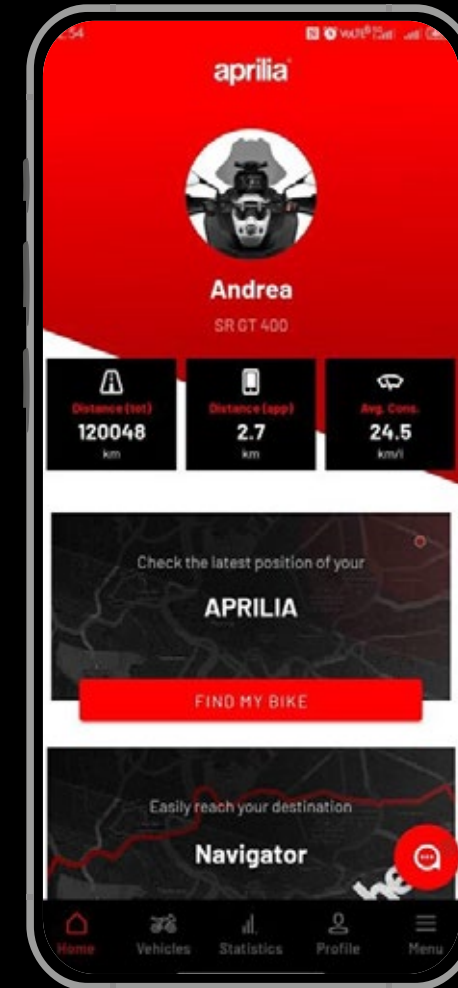 :54
aprilia
Andrea
SR GT 400
Distance (tot)
120048
km
Distance (app)
2.7
km
Avg. Cons.
24.5
km/l
Check the latest position of your
APRILIA
FIND MY BIKE
Easily reach your destination
Navigator
Home
Vehicles
Statistics
Profile
Menu